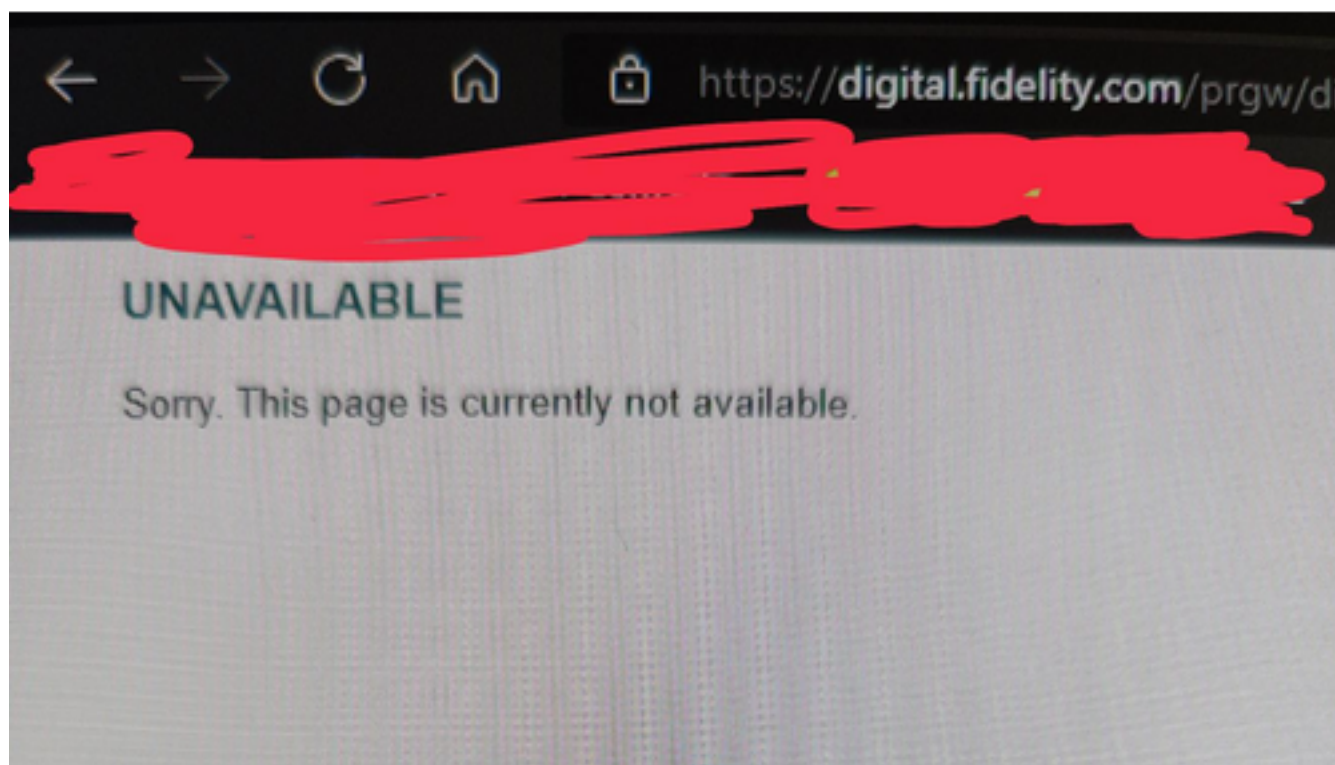 https://digital.fidelity.com/prgw/d
UNAVAILABLE
Sorry. This page is currently not available.